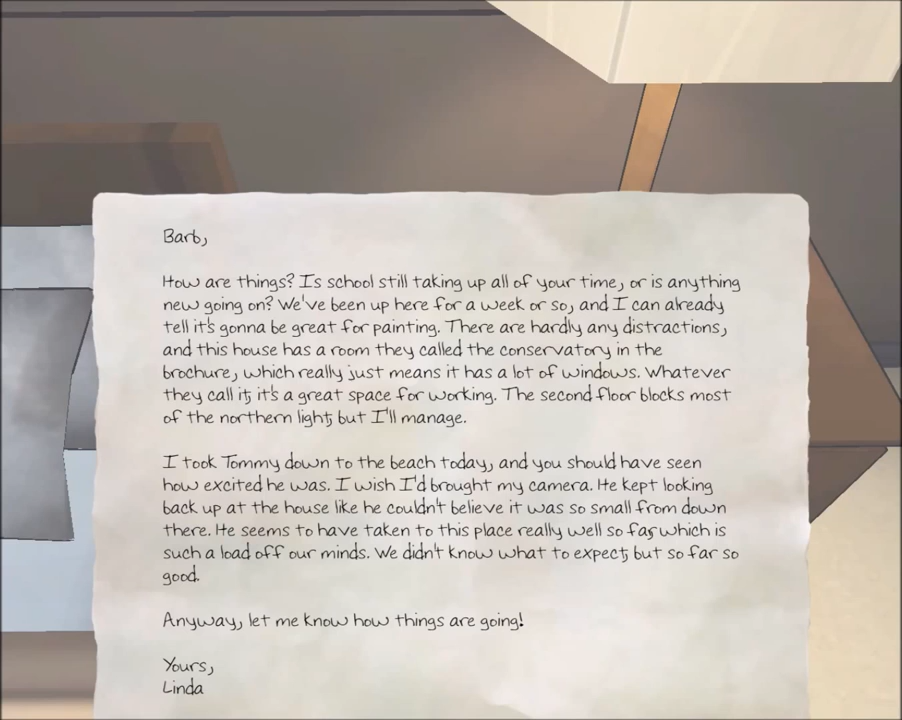 Barb,
How are things? Is school still taking up all of your time, or is anything
new going on? We've been up here for a week or so, and I can already
tell it's gonna be great for painting. There are hardly any distractions,
and this house has a room they called the conservatory in the
brochure, which really just means it has a lot of windows. Whatever
they call it, it's a great space for working. The second floor blocks most
of the northern light, but I'll manage.
I took Tommy down to the beach today, and you should have seen
how excited he was. I wish I'd brought my camera. He kept looking
back up at the house like he couldn't believe it was so small from down
there. He seems to have taken to this place really well so far, which is
such a load off our minds. We didn't know what to expect, but so far so
good.
Anyway, let me know how things are going!
Yours,
Linda